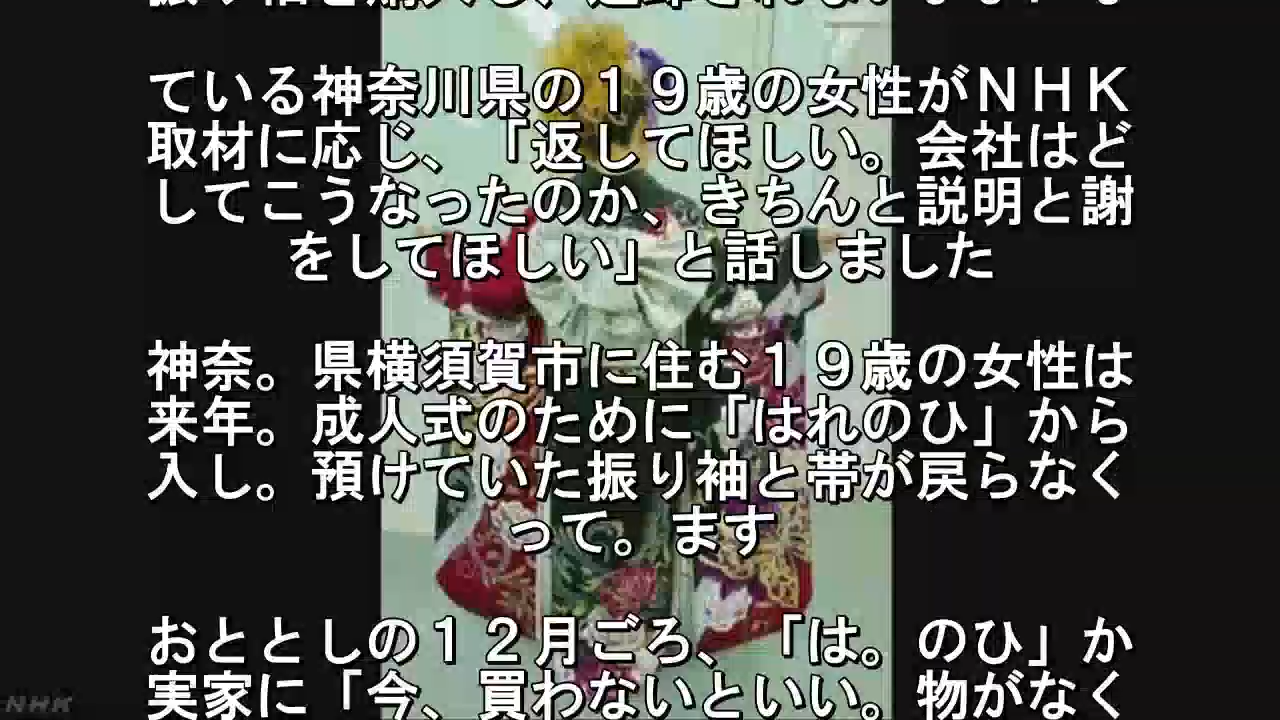 ている神奈川県の１９歳の女性がＮＨＫ
取材に応じ、「返してほしい。会社はど
してこうなったのか、きちんと説明と謝
をしてほしい」と話しました
神奈。県横須賀市に住む１９歳の女性は
来年。成人式のために「はれのひ」から
入し。預けていた振り袖と帯が戻らなく
って。ます
おととしの１２月ごろ、「は。のひ」か
実家に「今、買わないといい。物がなく
NHK